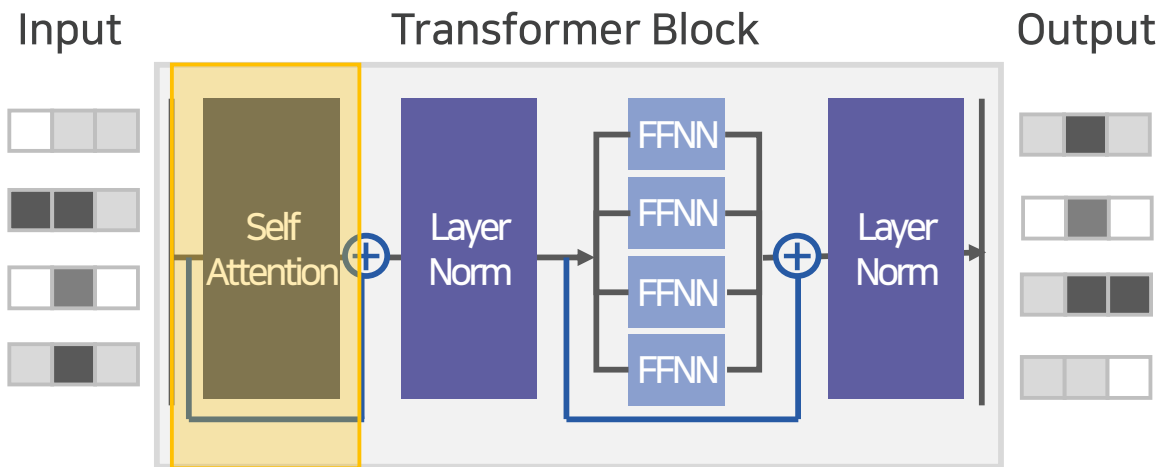 Input
Transformer Block
Output
Self
Attention
Layer
Norm
FFNN
FFNN
FFNN
FFNN
Layer
Norm